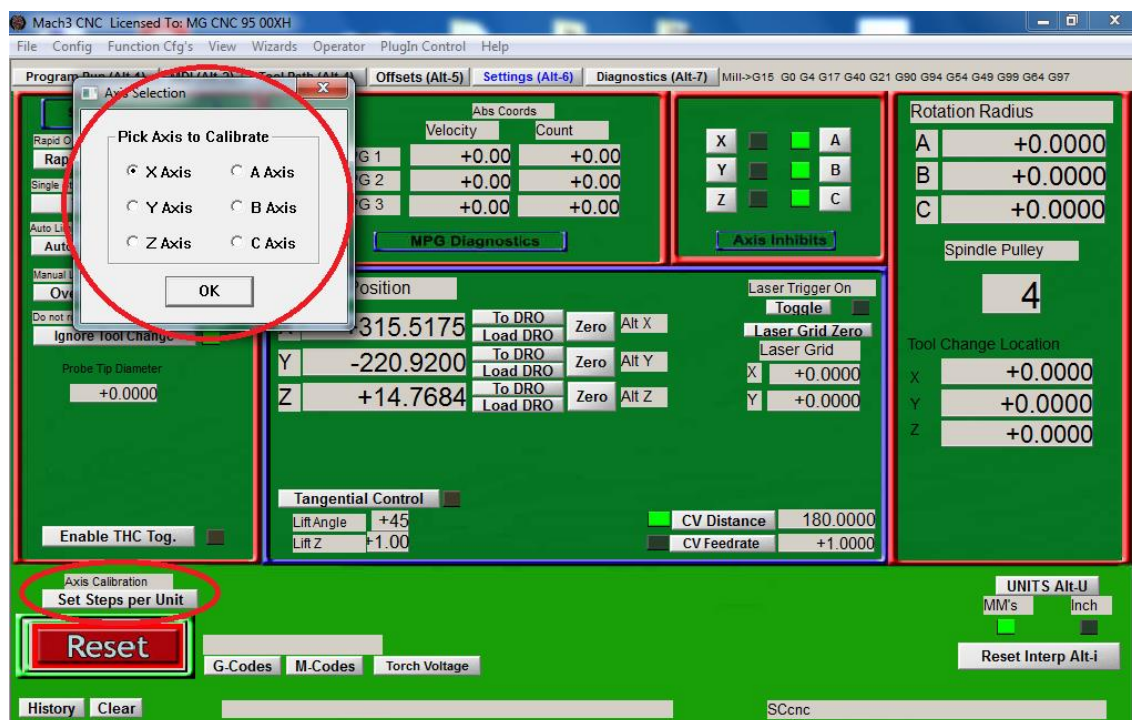 Mach3 CNC Licensed To: MG CNC 95 00XH
File Config Function Cfg's View Wizards Operator PlugIn Control Help
Offsets (Alt-5) Settings (Alt-6) Diagnostics (Alt-7) Mill->G15 G0 G4 G17 G40 G21 G90 G94 G54 G49 G99 G64 G97
Axis Selection
Pick Axis to Calibrate
X Axis A Axis
Y Axis B Axis
Z Axis C Axis
OK
Abs Coords
Velocity Count
+0.00 +0.00
+0.00 +0.00
+0.00 +0.00
MPG Diagnostics
X A
Y B
Z C
Axis Inhibits
Rotation Radius
A +0.0000
B +0.0000
C +0.0000
Spindle Pulley
4
Tool Change Location
X +0.0000
Y +0.0000
Z +0.0000
Ignore Tool Change
Probe Tip Diameter
+0.0000
Enable THC Tog.
Position
+315.5175 To DRO Load DRO Zero Alt X
Y -220.9200 To DRO Load DRO Zero Alt Y
Z +14.7684 To DRO Load DRO Zero Alt Z
Laser Trigger On
Toggle
Laser Grid Zero
Laser Grid
X +0.0000
Y +0.0000
Tangential Control
Lift Angle +45
Lift Z +1.00
CV Distance 180.0000
CV Feedrate +1.0000
Axis Calibration
Set Steps per Unit
Reset
G-Codes M-Codes Torch Voltage
UNITS Alt-U
MM's Inch
Reset Interp Alt-i
History Clear
SCcnc